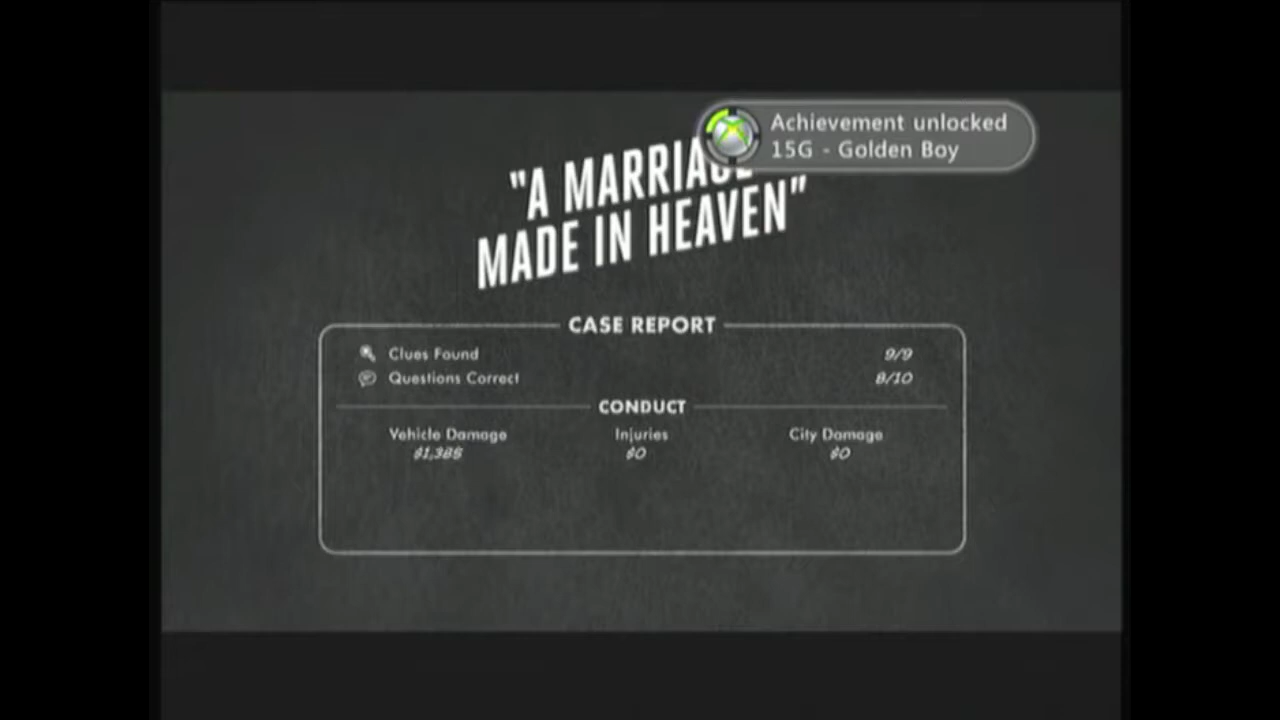 Achievement unlocked
15G - Golden Boy
"A MARRIAGE
MADE IN HEAVEN"
CASE REPORT
Clues Found 9/9
Questions Correct 8/10
CONDUCT
Vehicle Damage Injuries City Damage
$1,385 $0 $0